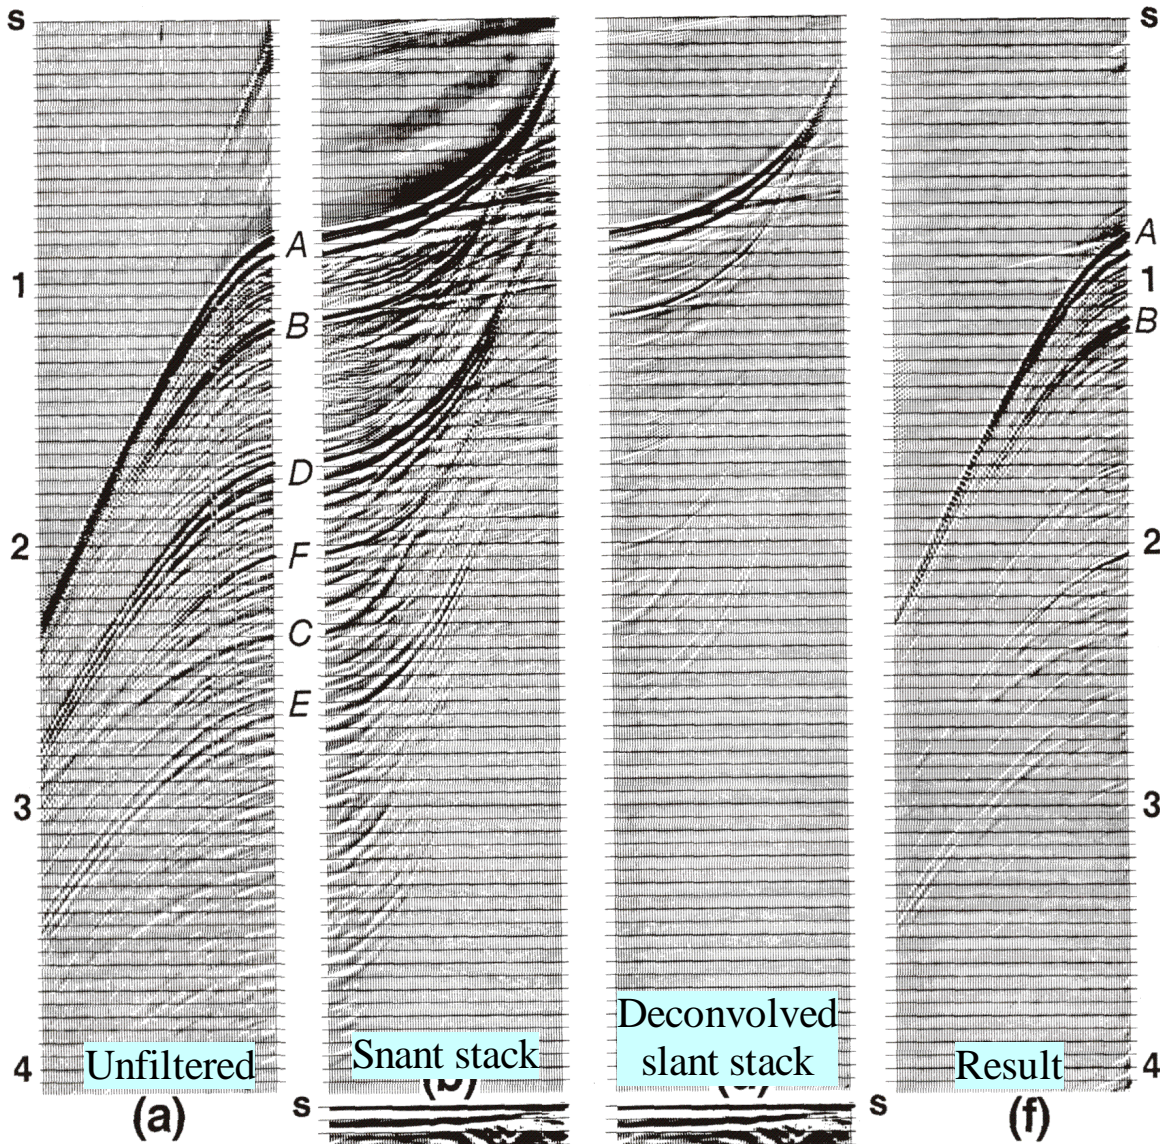 s
s
A
A
1
1
B
B
D
2
2
F
C
E
3
3
Deconvolved
slant stack
Unfiltered
Snant stack
Result
4
4
(a)
(b)
(f)
s
s